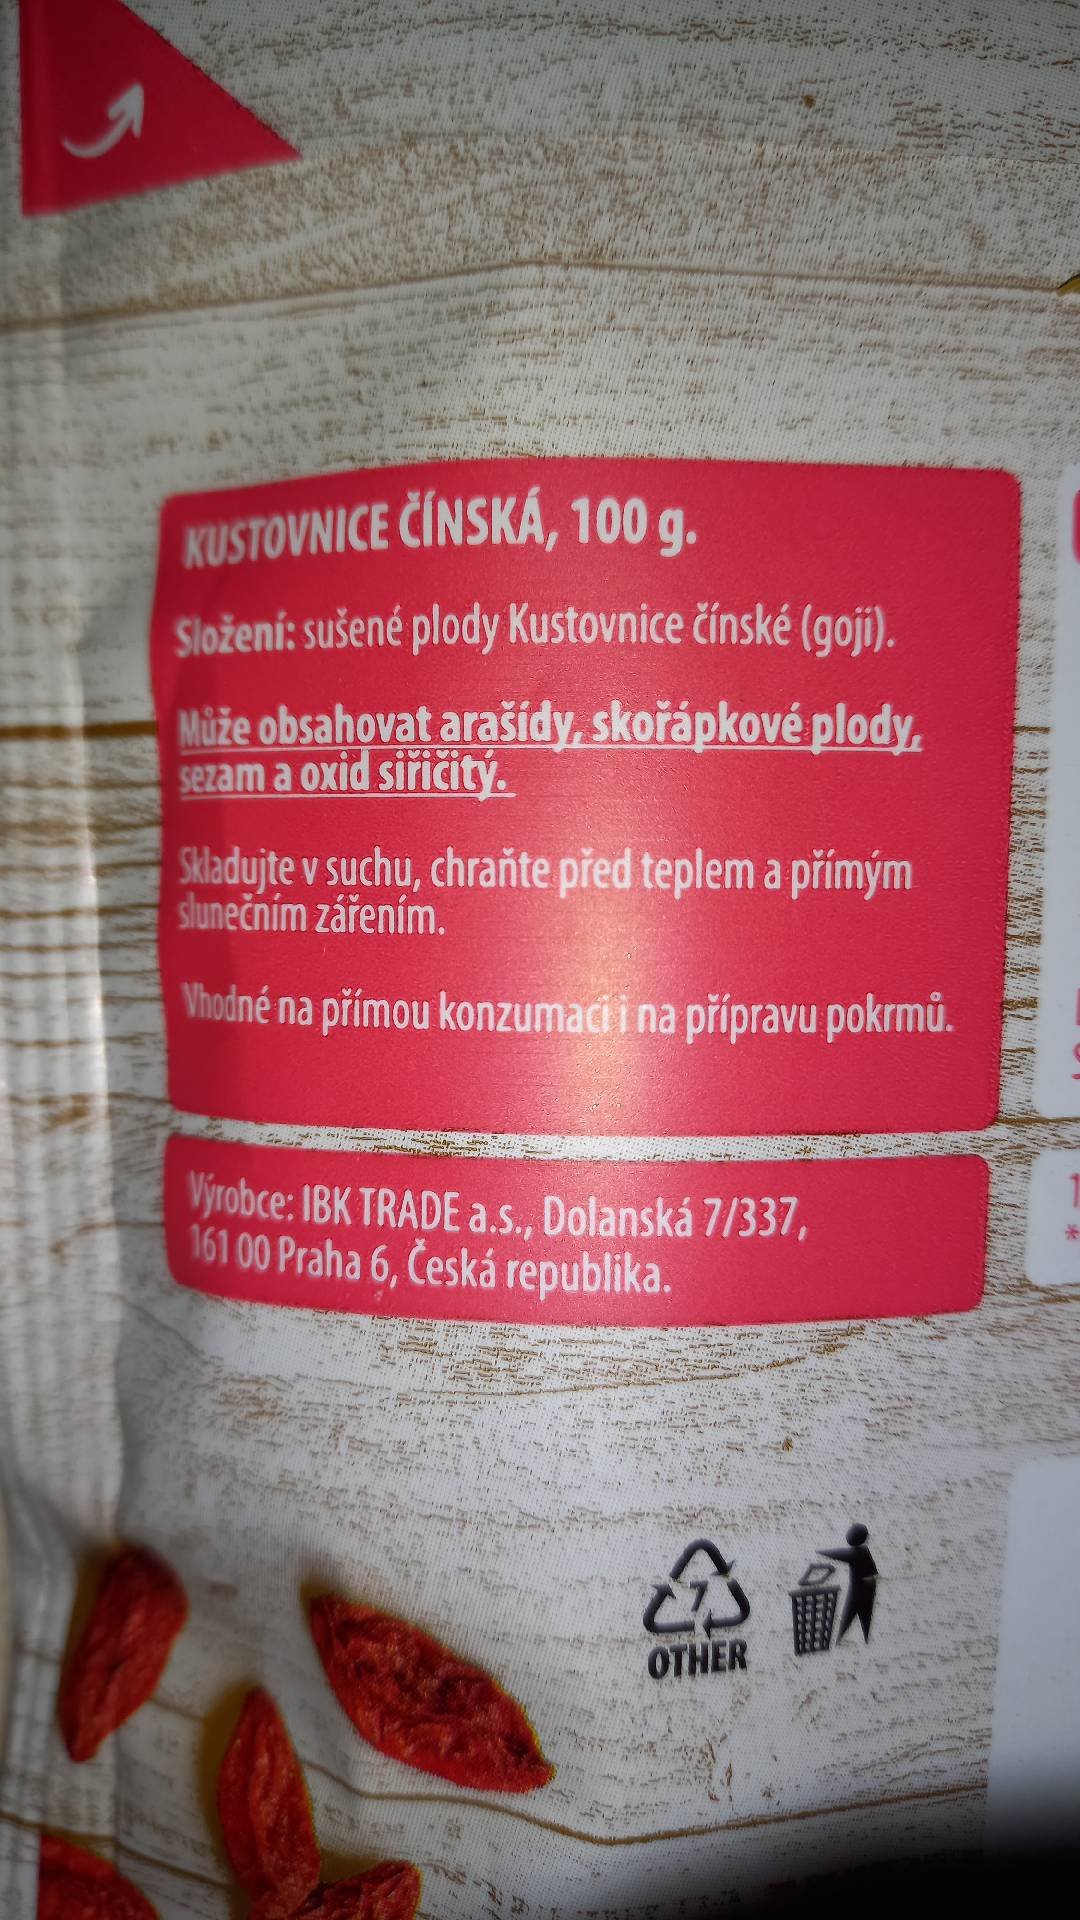 KUSTOVNICE ČÍNSKÁ, 100 g.
Složení: sušené plody Kustovnice čínské (goji).
Může obsahovat arašídy, skořápkové plody,
sezam a oxid siřičitý.
Skladujte v suchu, chraňte před teplem a přímým
slunečním zářením.
Vhodné na přímou konzumaci i na přípravu pokrmů.
Výrobce: IBK TRADE a.s., Dolanská 7/337,
161 00 Praha 6, Česká republika.
7
OTHER